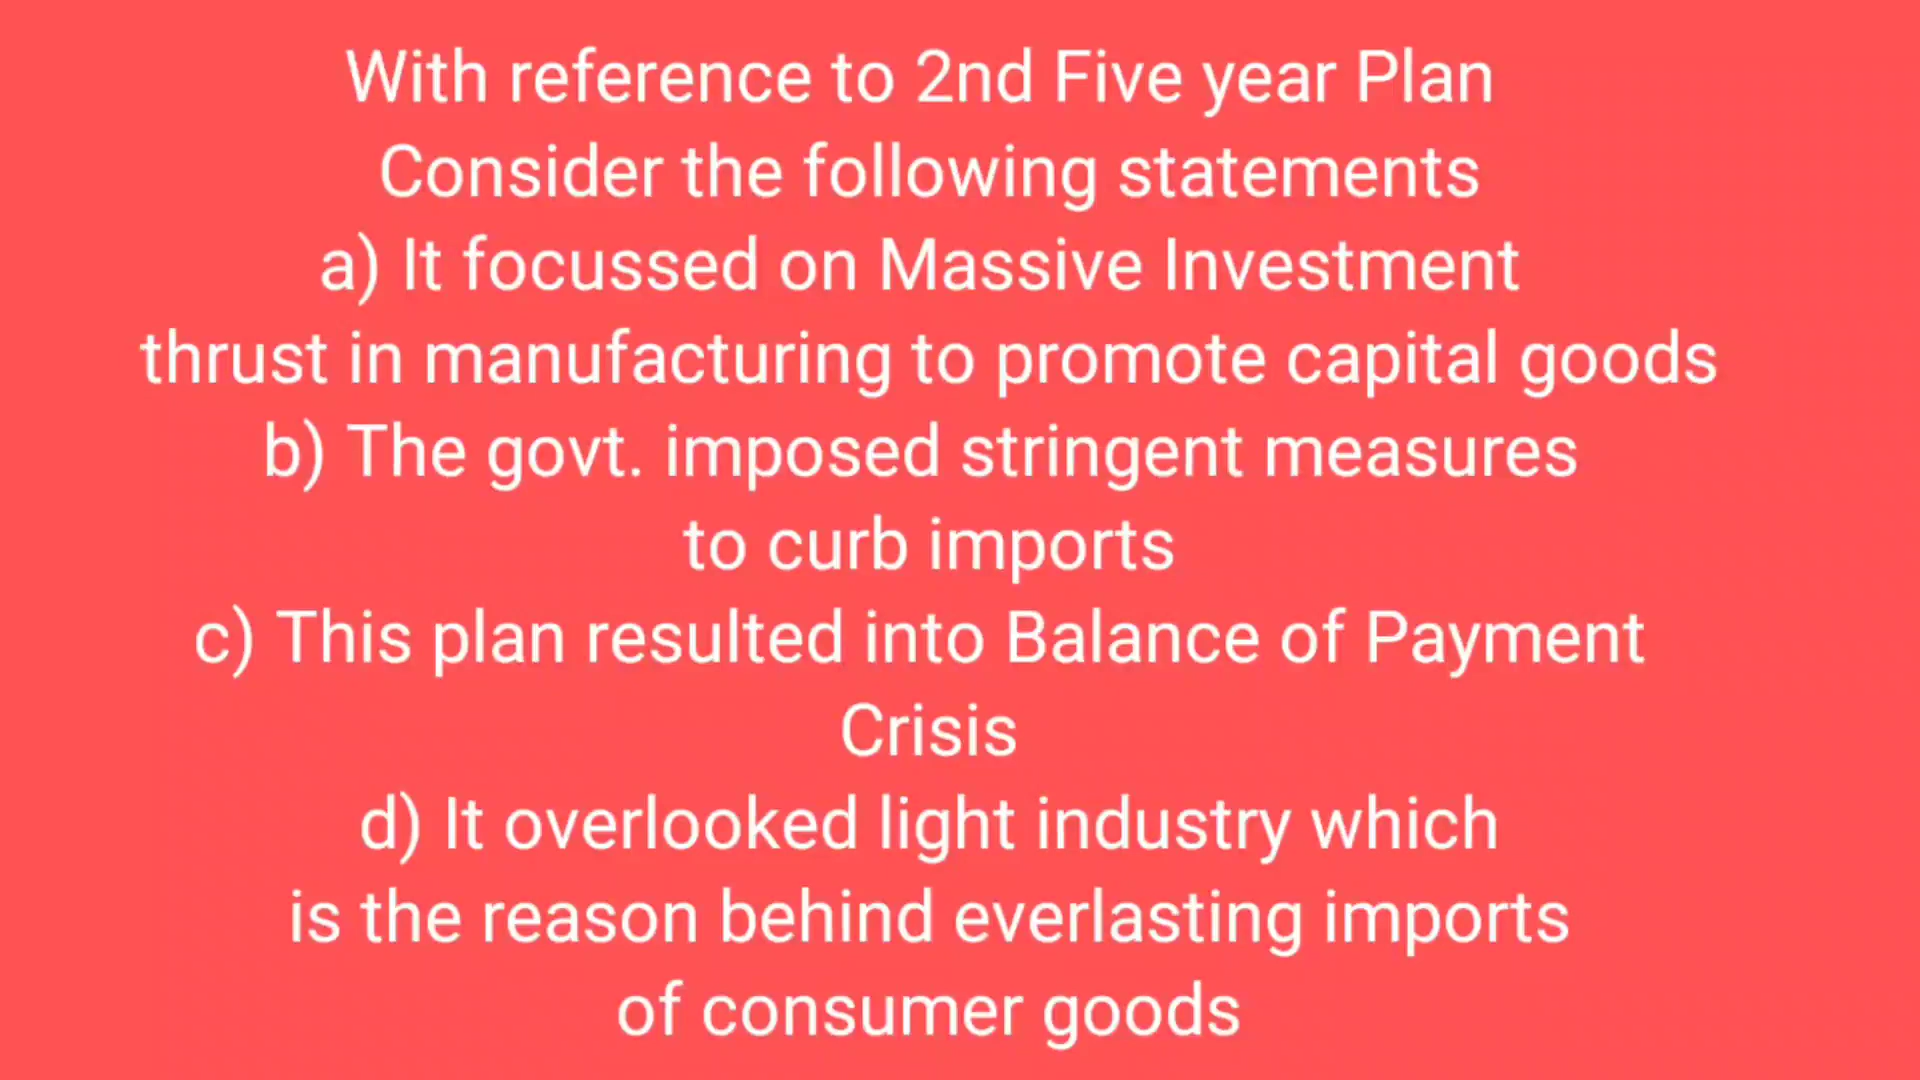 With reference to 2nd Five year Plan
Consider the following statements
a) It focussed on Massive Investment
thrust in manufacturing to promote capital goods
b) The govt. imposed stringent measures
to curb imports
c) This plan resulted into Balance of Payment
Crisis
d) It overlooked light industry which
is the reason behind everlasting imports
of consumer goods